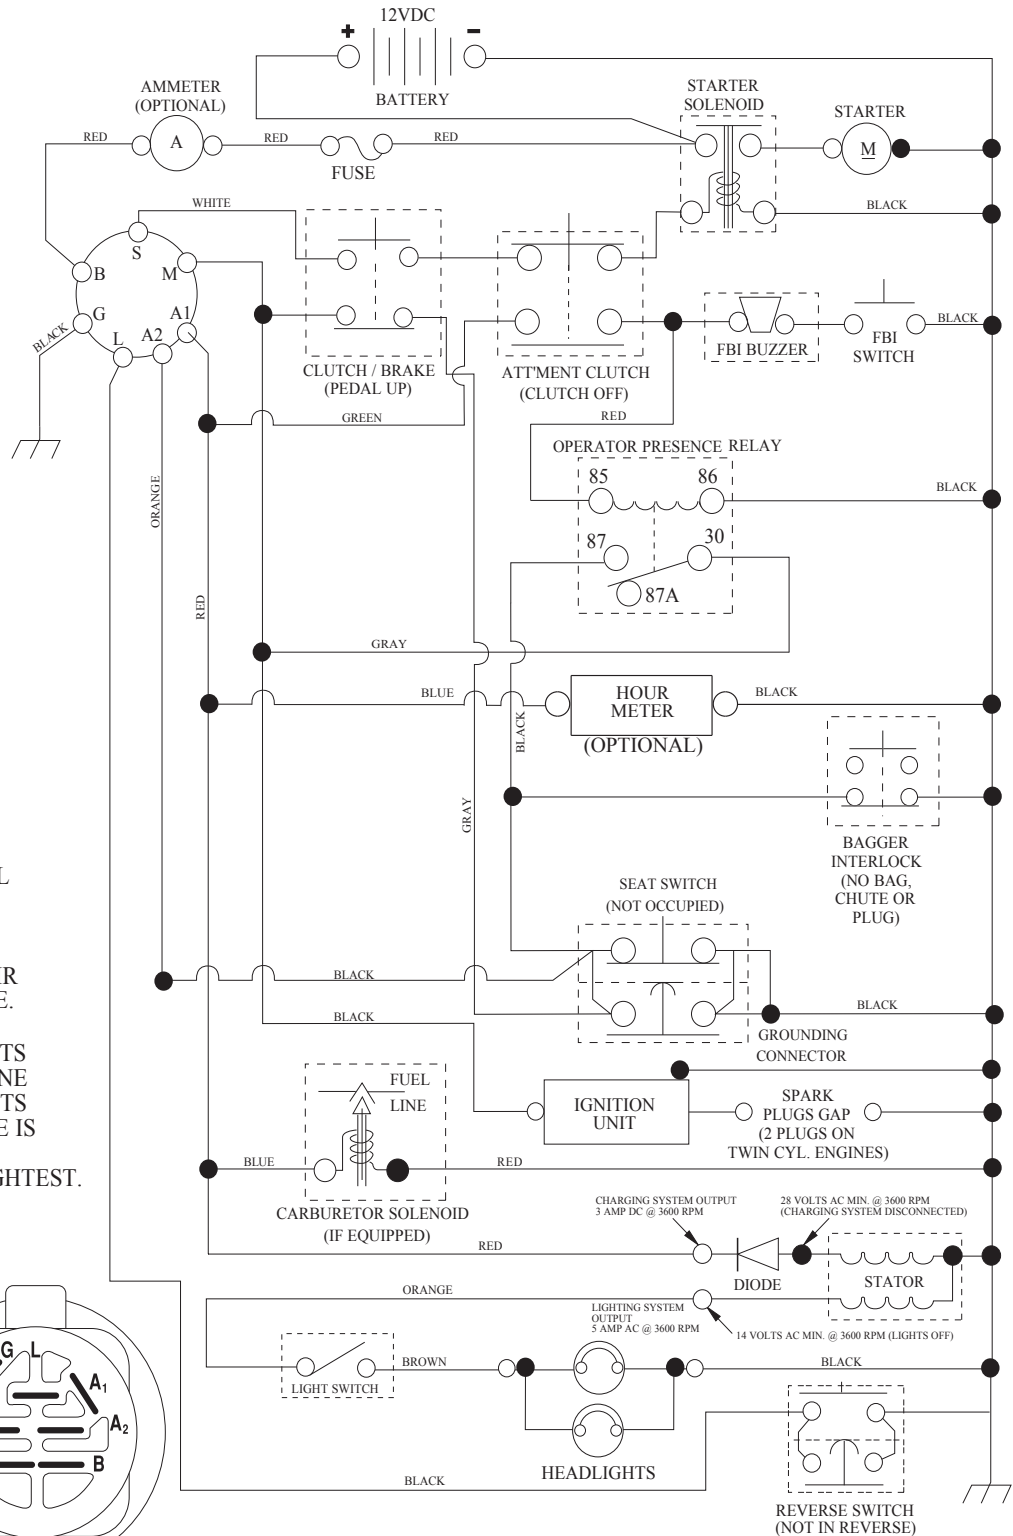 12VDC
+
-
BATTERY
AMMETER
(OPTIONAL)
RED
A
RED
FUSE
RED
STARTER
SOLENOID
STARTER
M
BLACK
WHITE
S
B
M
G
A1
L
A2
BLACK
CLUTCH / BRAKE
(PEDAL UP)
ATT'MENT CLUTCH
(CLUTCH OFF)
FBI BUZZER
FBI
SWITCH
BLACK
GREEN
RED
OPERATOR PRESENCE RELAY
85
86
BLACK
87
30
87A
ORANGE
RED
GRAY
BLUE
HOUR
METER
(OPTIONAL)
BLACK
BLACK
GRAY
BAGGER
INTERLOCK
(NO BAG,
CHUTE OR
PLUG)
SEAT SWITCH
(NOT OCCUPIED)
BLACK
BLACK
BLACK
GROUNDING
CONNECTOR
L
IR
E.
TS
NE
TS
E IS
GHTEST.
FUEL
LINE
IGNITION
UNIT
SPARK
PLUGS GAP
(2 PLUGS ON
TWIN CYL. ENGINES)
BLUE
RED
CARBURETOR SOLENOID
(IF EQUIPPED)
CHARGING SYSTEM OUTPUT
3 AMP DC @ 3600 RPM
28 VOLTS AC MIN. @ 3600 RPM
(CHARGING SYSTEM DISCONNECTED)
RED
DIODE
STATOR
ORANGE
LIGHTING SYSTEM
OUTPUT
5 AMP AC @ 3600 RPM
14 VOLTS AC MIN. @ 3600 RPM (LIGHTS OFF)
LIGHT SWITCH
BROWN
BLACK
HEADLIGHTS
BLACK
REVERSE SWITCH
(NOT IN REVERSE)
G
L
A1
A2
B